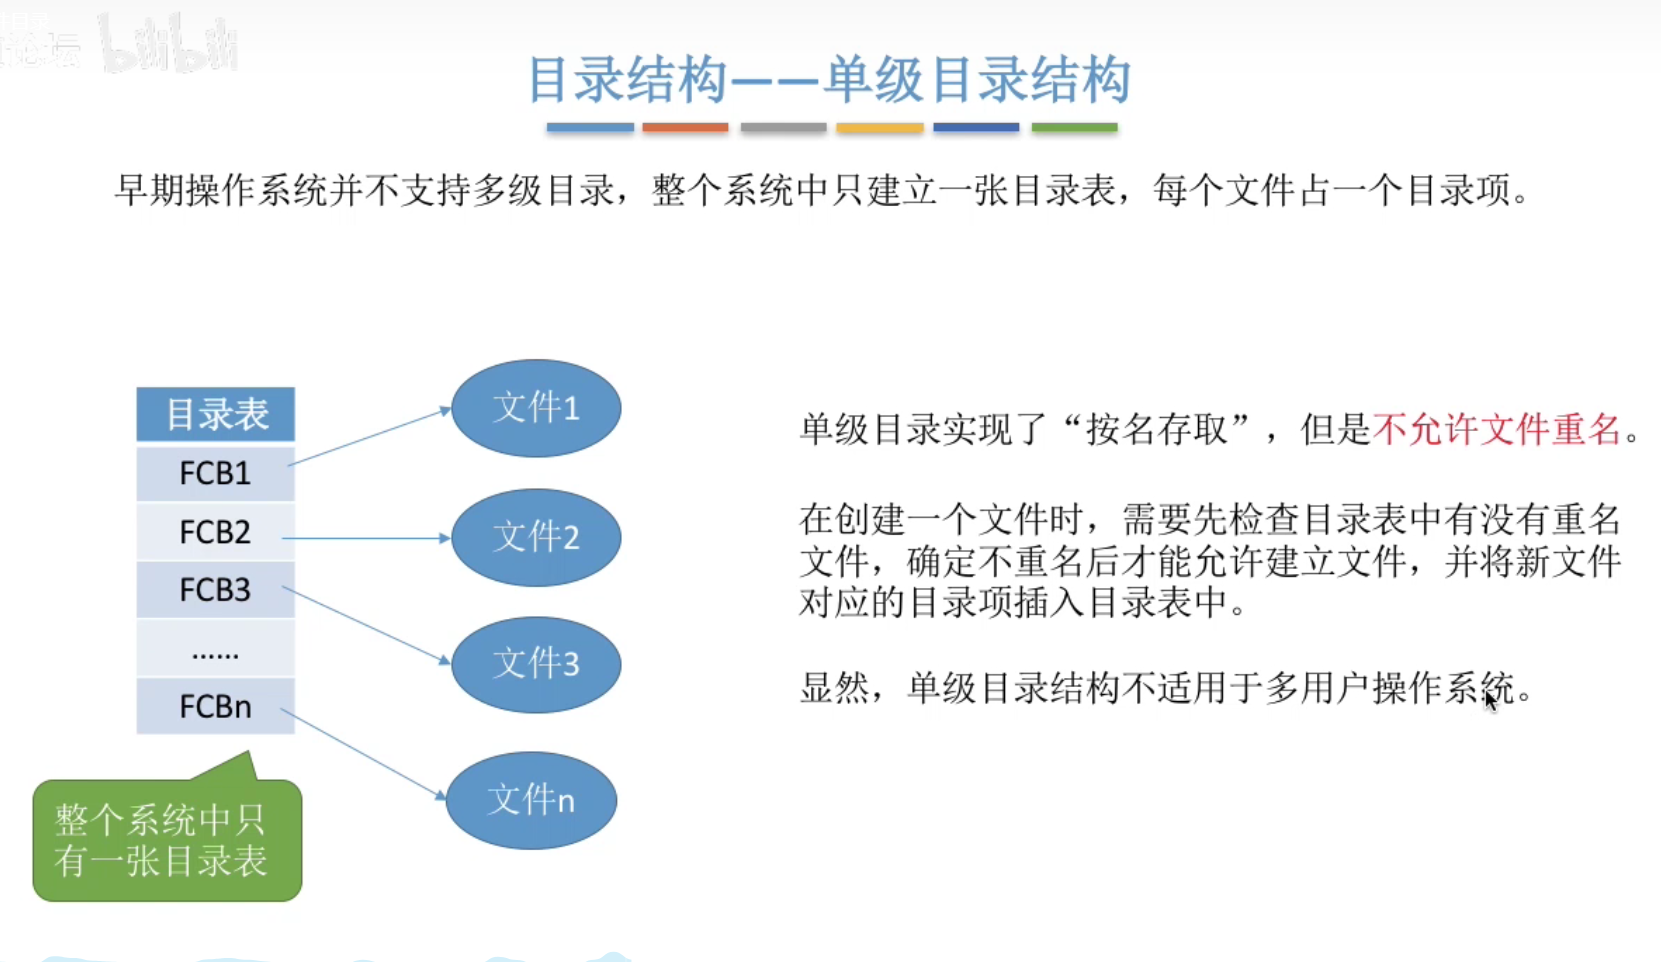 论坛 bilibili
目录结构——单级目录结构
早期操作系统并不支持多级目录，整个系统中只建立一张目录表，每个文件占一个目录项。
目录表
FCB1
FCB2
FCB3
......
FCBn
文件1
文件2
文件3
文件n
整个系统中只
有一张目录表
单级目录实现了“按名存取”，但是不允许文件重名。
在创建一个文件时，需要先检查目录表中有没有重名
文件，确定不重名后才能允许建立文件，并将新文件
对应的目录项插入目录表中。
显然，单级目录结构不适用于多用户操作系统。